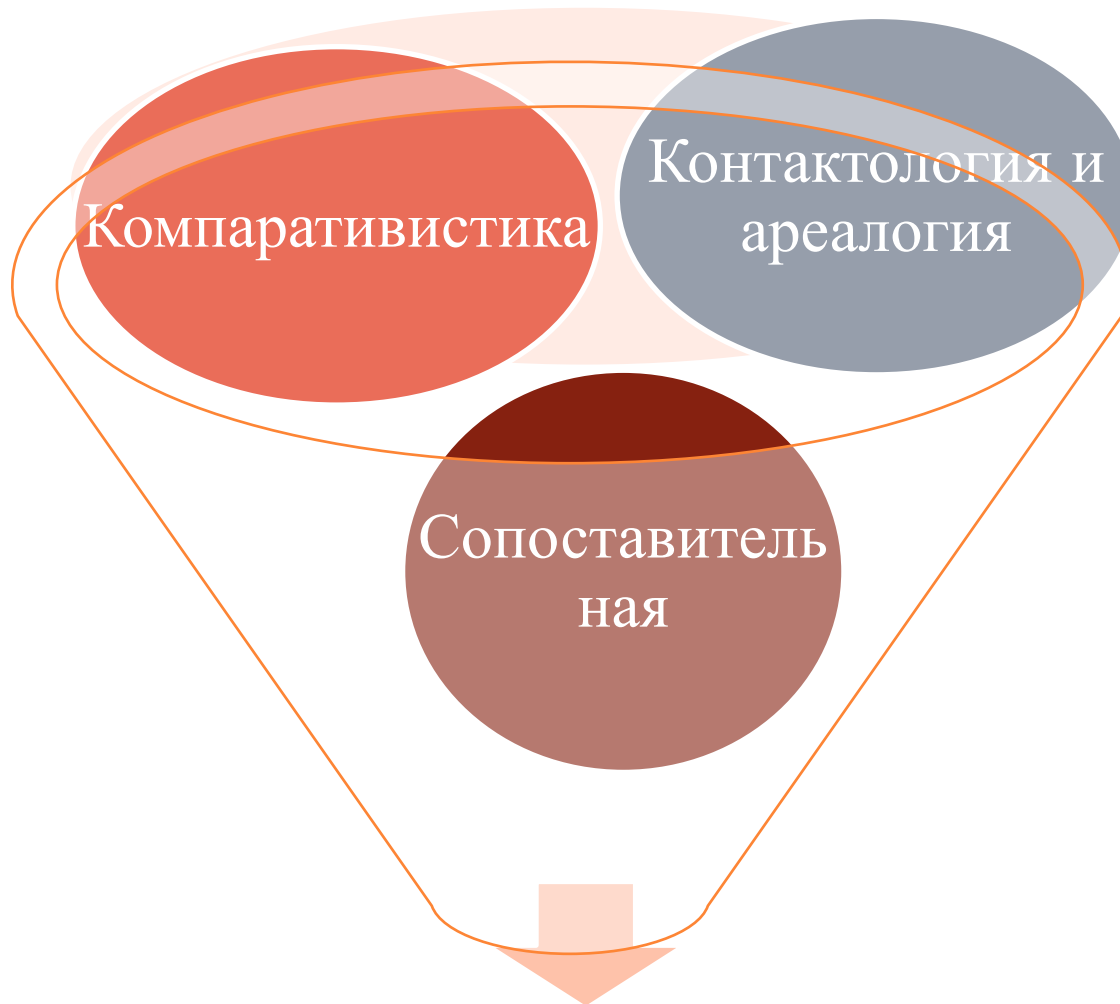 Компаративистика
Контактология и
ареалогия
Сопоставитель
ная